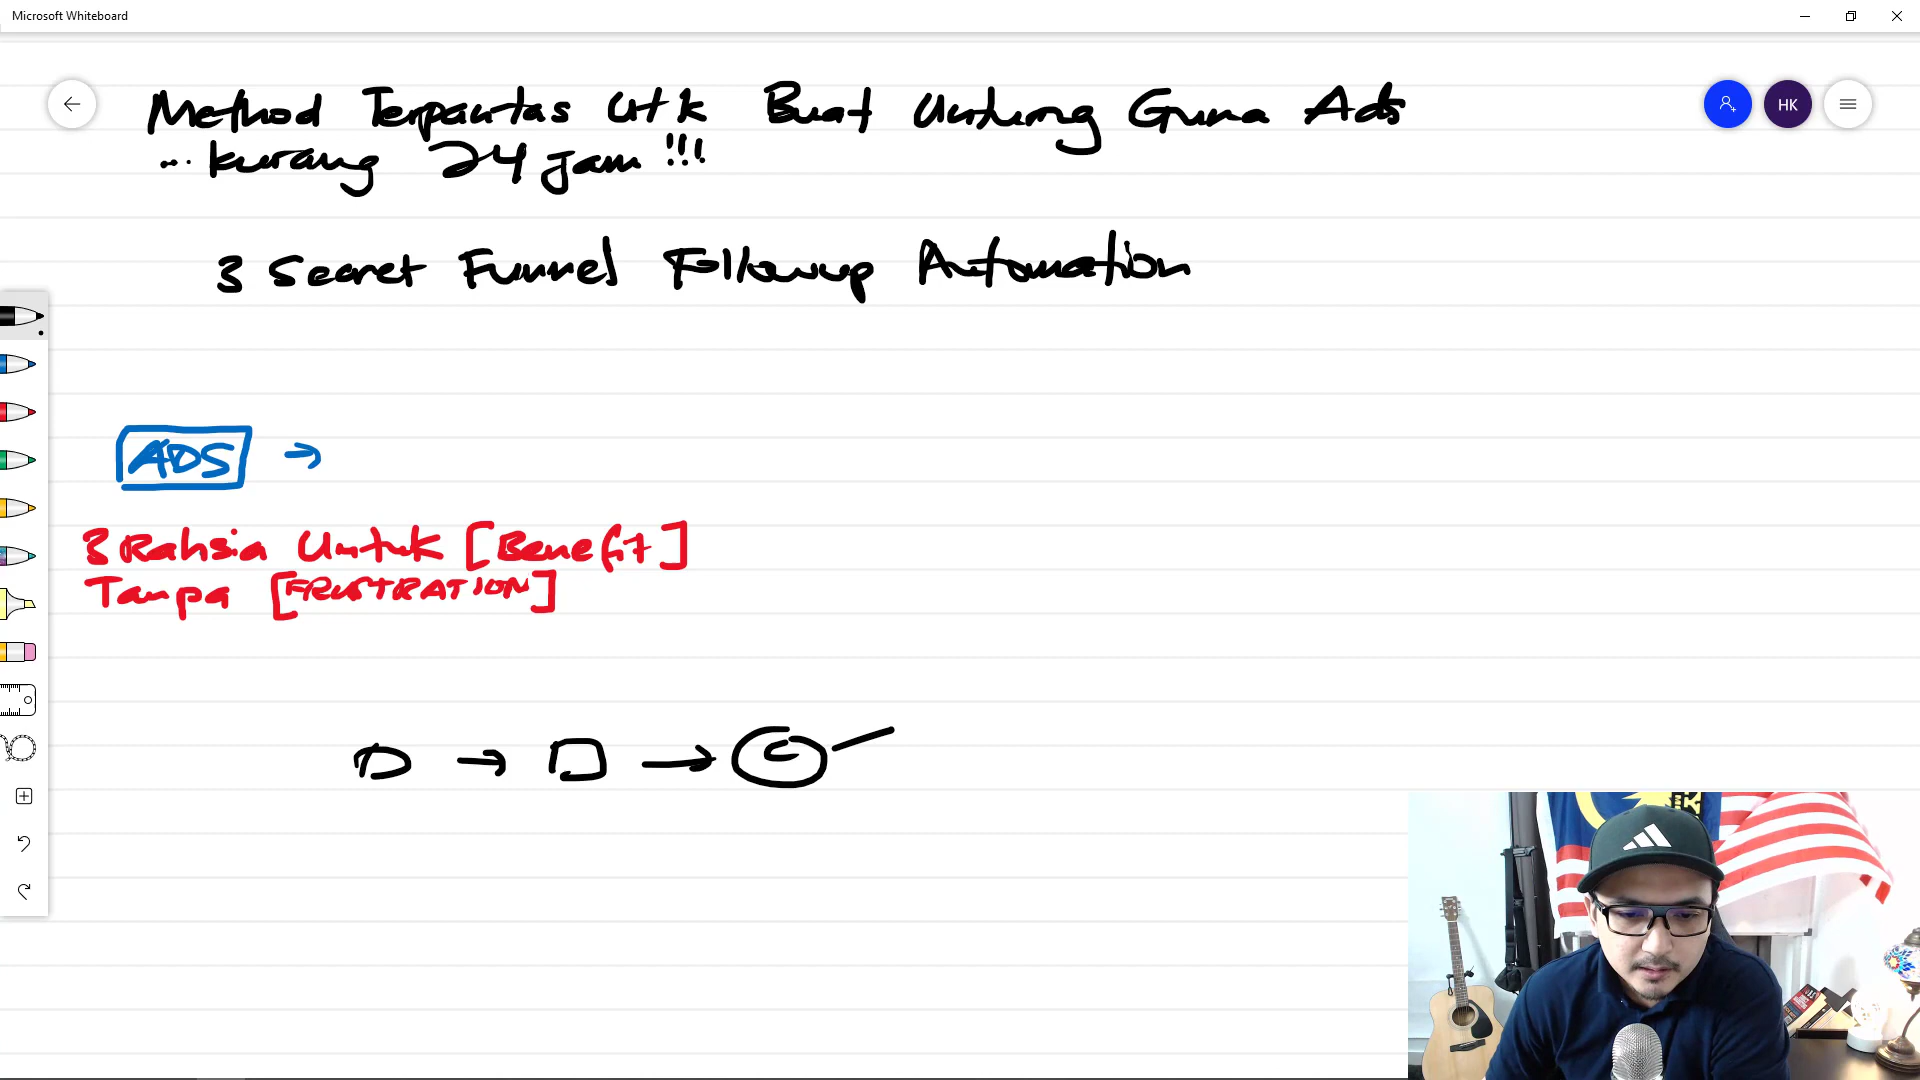 Microsoft Whiteboard
Method Terpantas Utk Buat Untung Guna Ads
... kurang 24 jam !!!
HK
3 Secret Funnel Followup Automation
ADS →
3 Rahsia Untuk [Benefit]
Tanpa [FRUSTRATION]